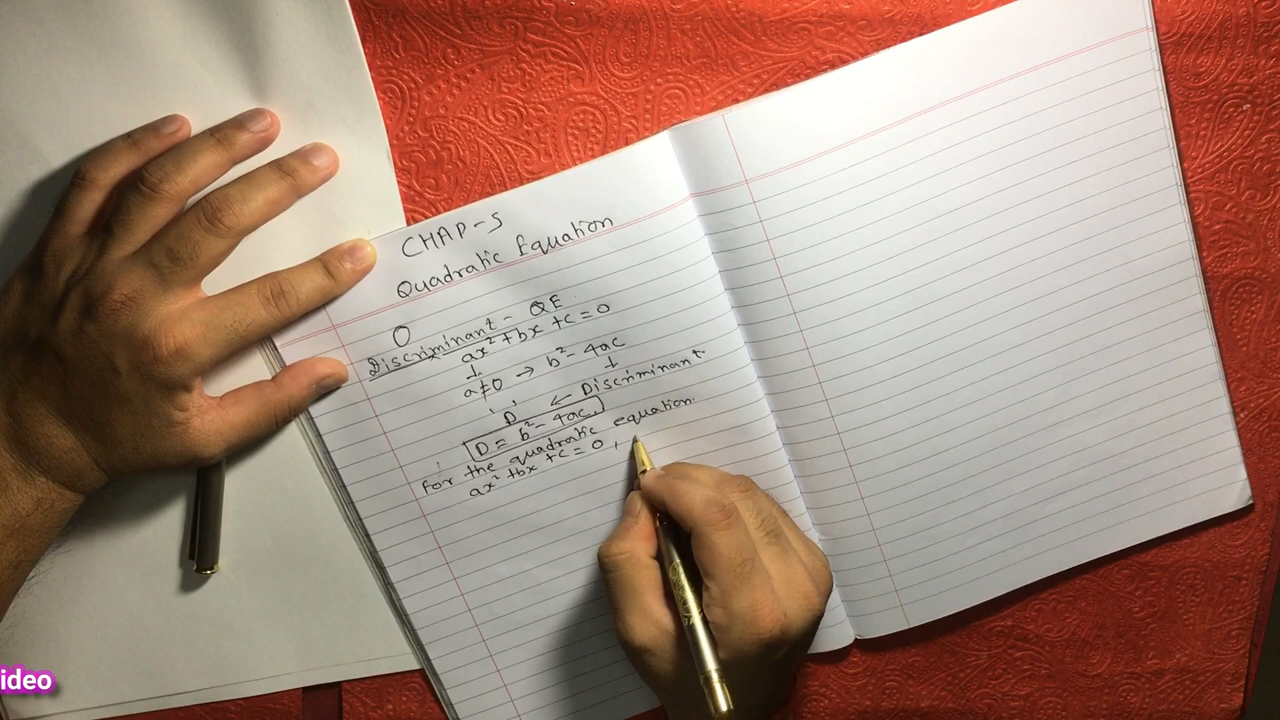 CHAP-5
Quadratic Equation
O
Discriminant - QE
ax² + bx + c = 0
↓
a≠0 → b² - 4ac
↓
'D' ← Discriminant.
D = b² - 4ac.
For the quadratic equation.
ax² + bx + c = 0,
ideo